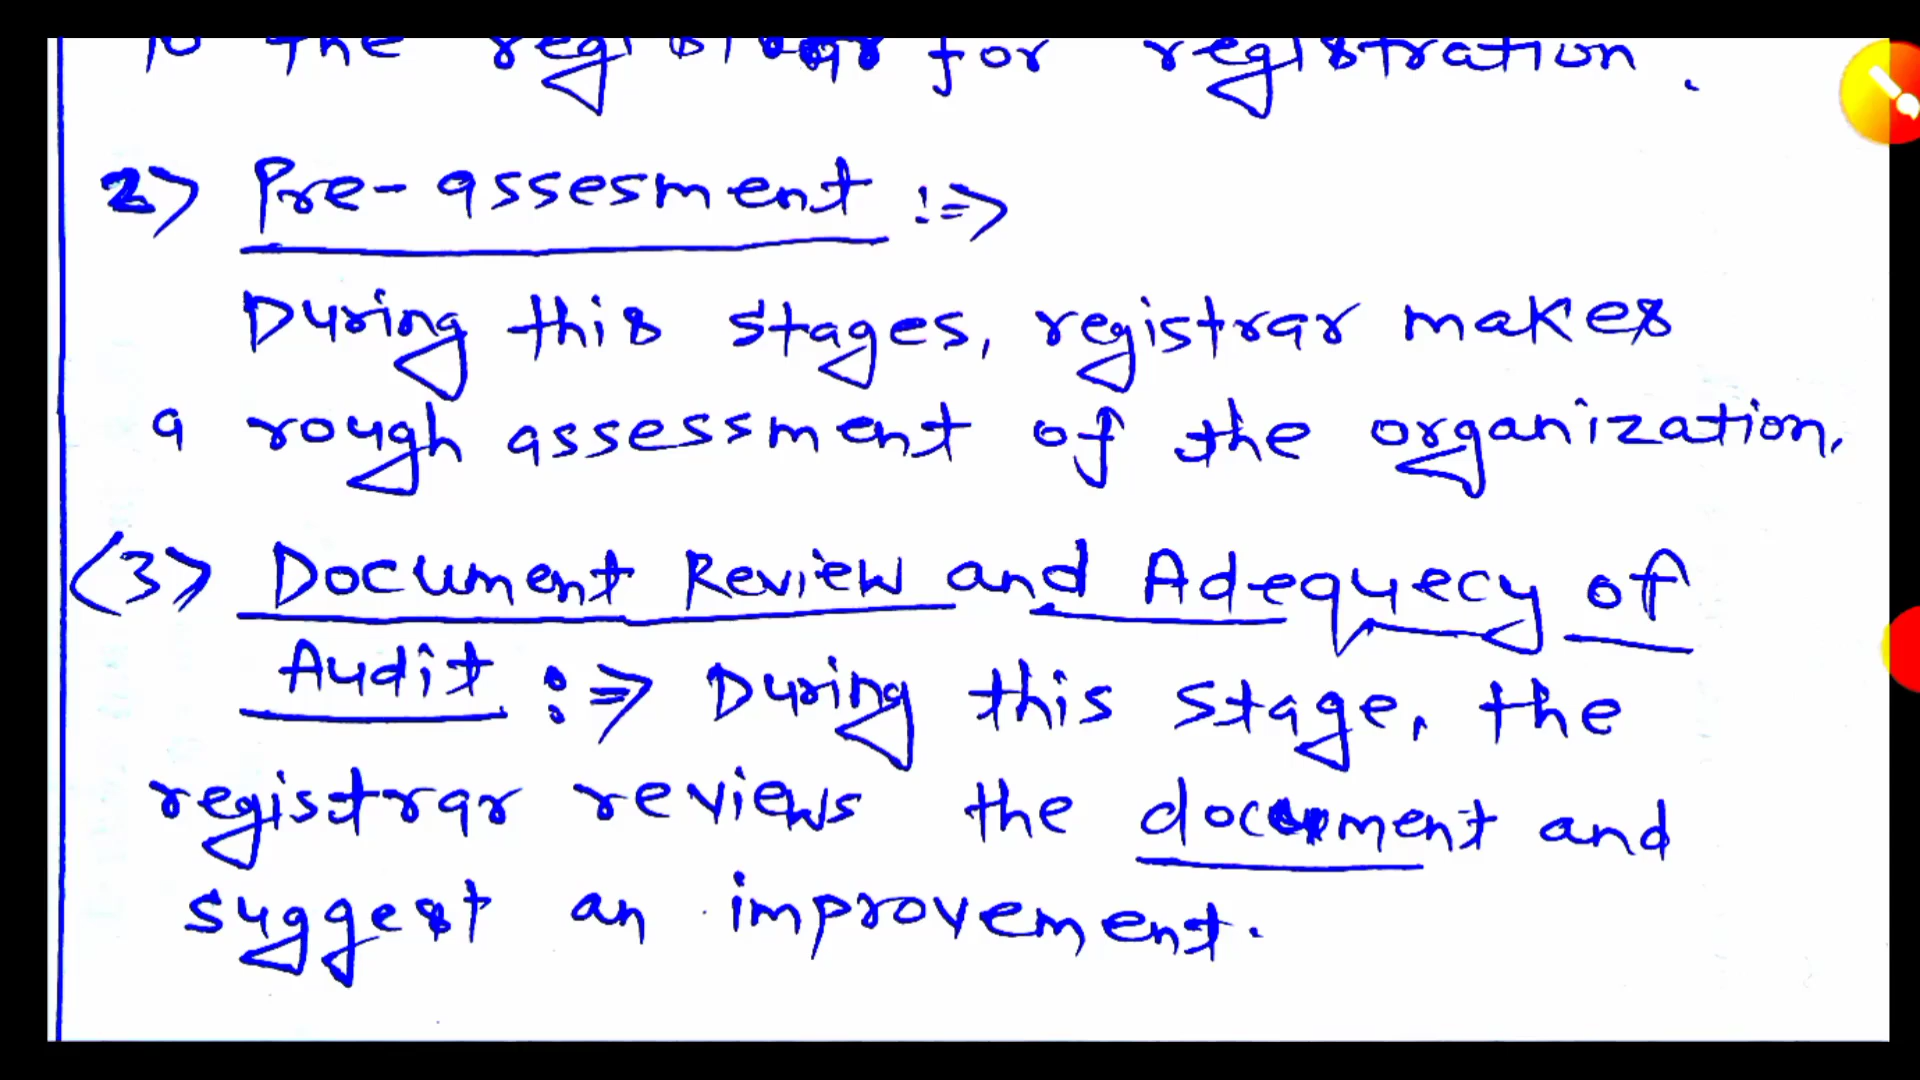 to the registrar for registration.
2) Pre-assesment :=>
During this stages, registrar makes
a rough assessment of the organization.
(3) Document Review and Adequecy of
Audit :=> During this stage, the
registrar reviews the document and
suggest an improvement.